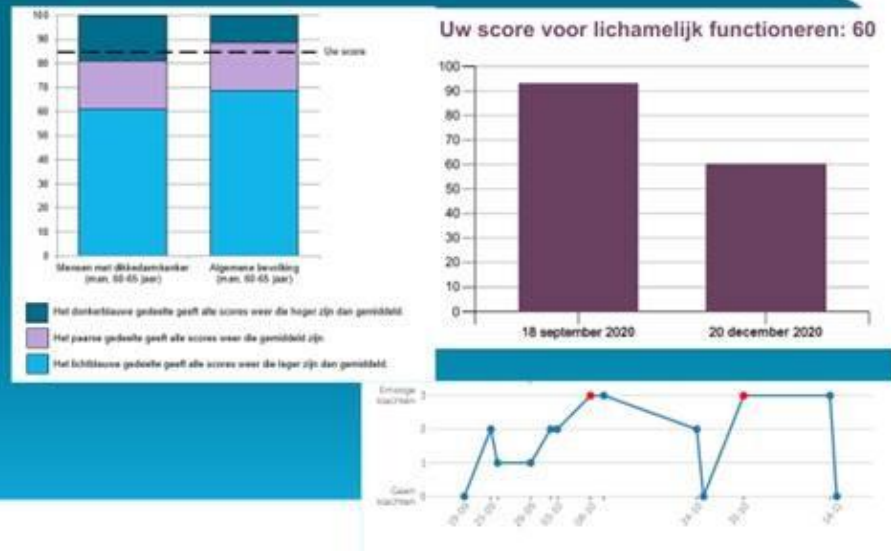 100
90
80
70
60
50
40
30
20
10
0
Uw score
Mensen met dikkedarmkanker
(man, 60-65 jaar)
Algemene bevolking
(man, 60-65 jaar)
Het donkerblauwe gedeelte geeft alle scores weer die hoger zijn dan gemiddeld.
Het paarse gedeelte geeft alle scores weer die gemiddeld zijn.
Het lichtblauwe gedeelte geeft alle scores weer die lager zijn dan gemiddeld.
Uw score voor lichamelijk functioneren: 60
100
90
80
70
60
50
40
30
20
10
0
18 september 2020
20 december 2020
Ernstige
klachten
3
2
1
Geen
klachten
0